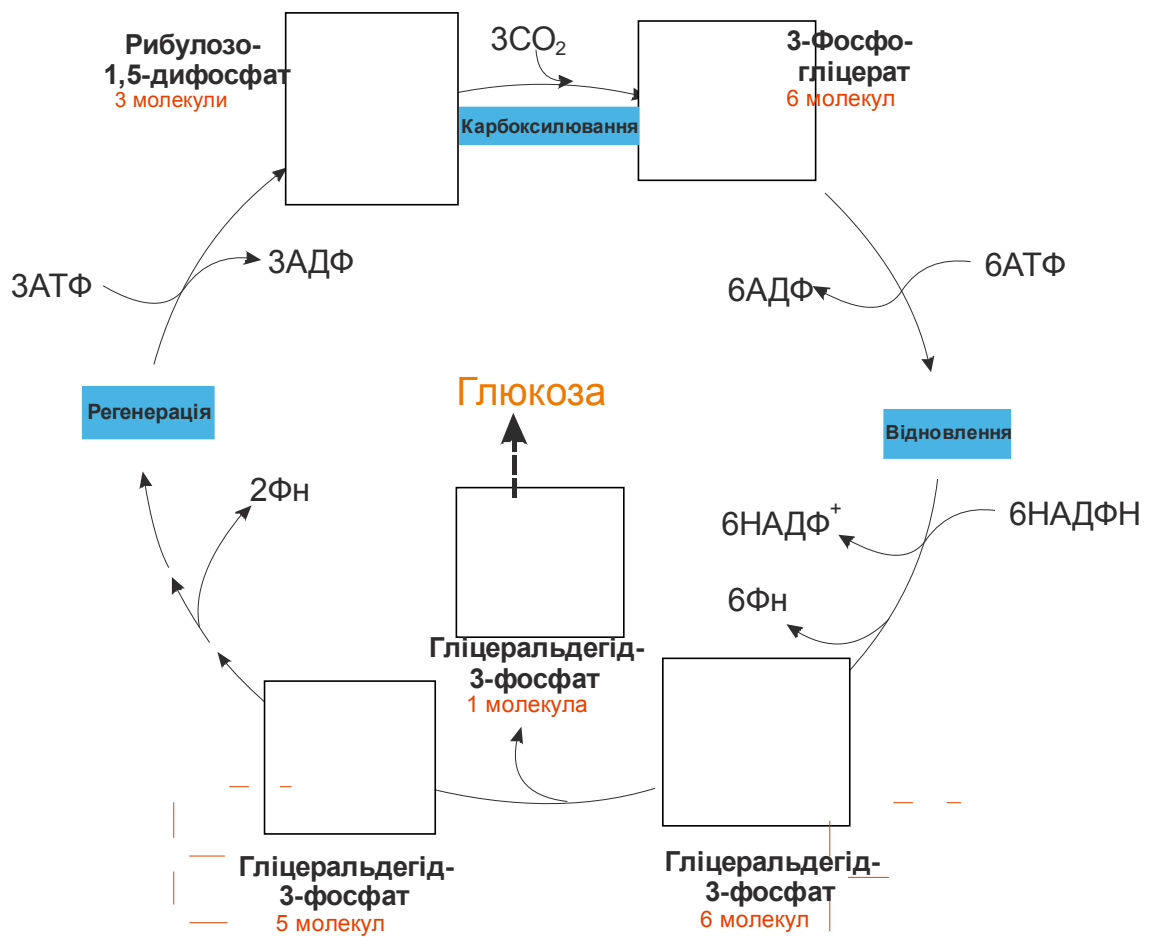 Рибулозо-
1,5-дифосфат
3 молекули
3CO₂
Карбоксилювання
3-Фосфо-
гліцерат
6 молекул
3АТФ
3АДФ
6АДФ
6АТФ
Регенерація
Глюкоза
Відновлення
2Фн
6НАДФ⁺
6НАДФН
6Фн
Гліцеральдегід-
3-фосфат
1 молекула
Гліцеральдегід-
3-фосфат
5 молекул
Гліцеральдегід-
3-фосфат
6 молекул